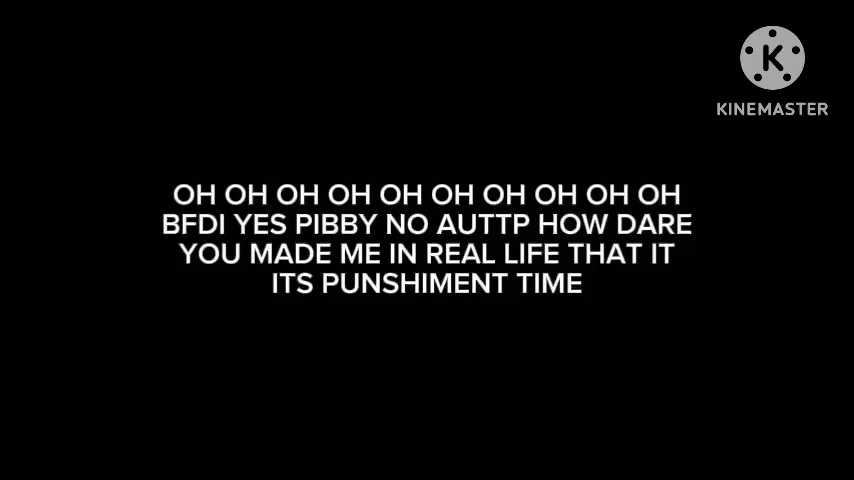 K
KINEMASTER
OH OH OH OH OH OH OH OH OH OH
BFDI YES PIBBY NO AUTTP HOW DARE
YOU MADE ME IN REAL LIFE THAT IT
ITS PUNSHIMENT TIME